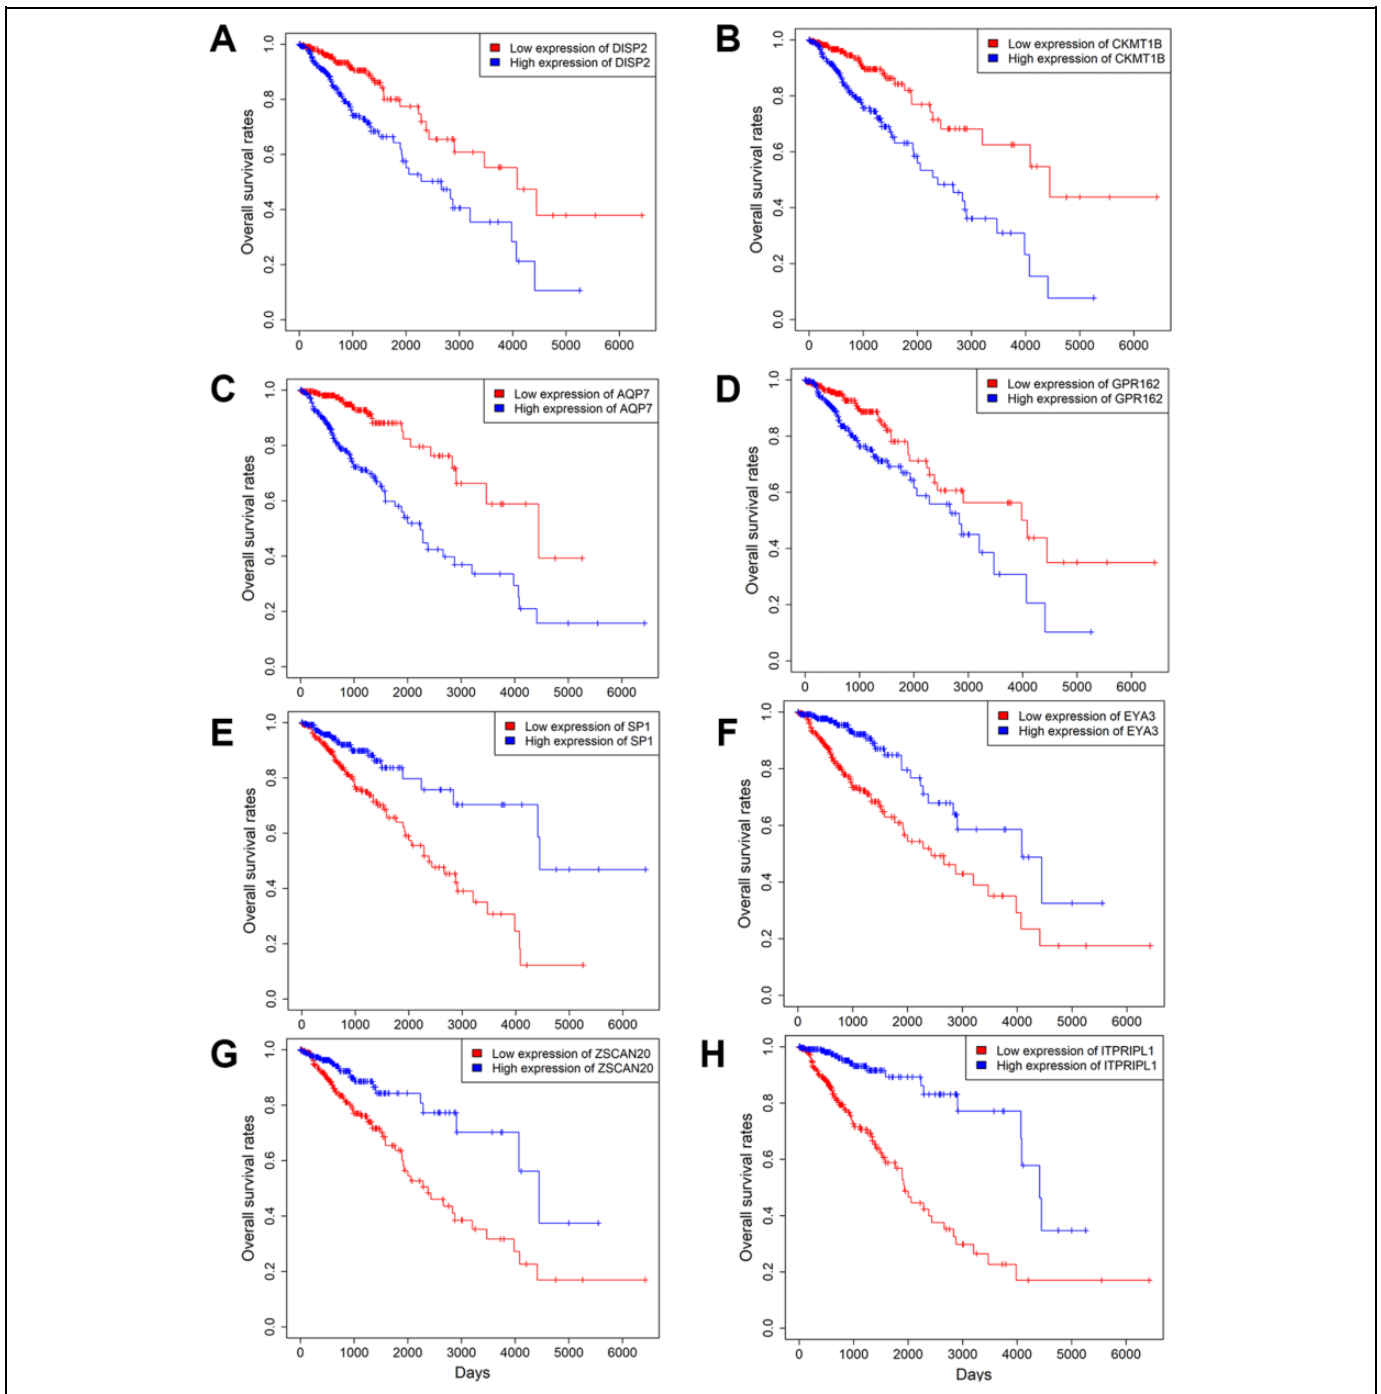 A
Low expression of DISP2
High expression of DISP2
Overall survival rates
1.0
0.8
0.6
0.4
0.2
0.0
0 1000 2000 3000 4000 5000 6000
B
Low expression of CKMT1B
High expression of CKMT1B
Overall survival rates
1.0
0.8
0.6
0.4
0.2
0.0
0 1000 2000 3000 4000 5000 6000
C
Low expression of AQP7
High expression of AQP7
Overall survival rates
1.0
0.8
0.6
0.4
0.2
0.0
0 1000 2000 3000 4000 5000 6000
D
Low expression of GPR162
High expression of GPR162
Overall survival rates
1.0
0.8
0.6
0.4
0.2
0.0
0 1000 2000 3000 4000 5000 6000
E
Low expression of SP1
High expression of SP1
Overall survival rates
1.0
0.8
0.6
0.4
0.2
0.0
0 1000 2000 3000 4000 5000 6000
F
Low expression of EYA3
High expression of EYA3
Overall survival rates
1.0
0.8
0.6
0.4
0.2
0.0
0 1000 2000 3000 4000 5000 6000
G
Low expression of ZSCAN20
High expression of ZSCAN20
Overall survival rates
1.0
0.8
0.6
0.4
0.2
0.0
0 1000 2000 3000 4000 5000 6000
Days
H
Low expression of ITPRIPL1
High expression of ITPRIPL1
Overall survival rates
1.0
0.8
0.6
0.4
0.2
0.0
0 1000 2000 3000 4000 5000 6000
Days